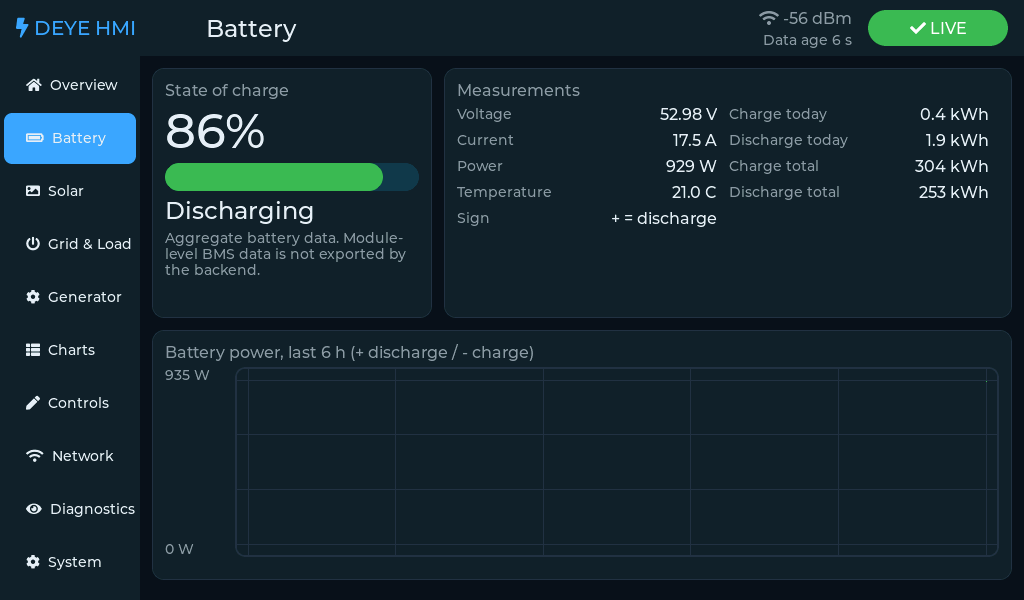 DEYE HMI
Battery
-56 dBm
Data age 6 s
LIVE
Overview
Battery
Solar
Grid & Load
Generator
Charts
Controls
Network
Diagnostics
System
State of charge
86%
Discharging
Aggregate battery data. Module-
level BMS data is not exported by
the backend.
Measurements
Voltage 52.98 V Charge today 0.4 kWh
Current 17.5 A Discharge today 1.9 kWh
Power 929 W Charge total 304 kWh
Temperature 21.0 C Discharge total 253 kWh
Sign + = discharge
Battery power, last 6 h (+ discharge / - charge)
935 W
0 W